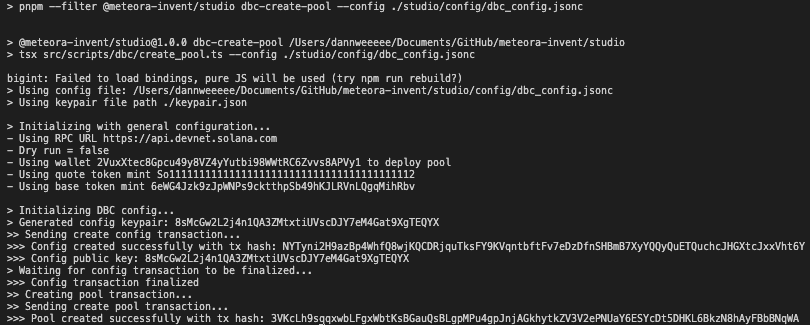 > pnpm --filter @meteora-invent/studio dbc-create-pool --config ./studio/config/dbc_config.jsonc
> @meteora-invent/studio@1.0.0 dbc-create-pool /Users/dannweeeee/Documents/GitHub/meteora-invent/studio
> tsx src/scripts/dbc/create_pool.ts --config ./studio/config/dbc_config.jsonc
bigint: Failed to load bindings, pure JS will be used (try npm run rebuild?)
> Using config file: /Users/dannweeeee/Documents/GitHub/meteora-invent/studio/config/dbc_config.jsonc
> Using keypair file path ./keypair.json
> Initializing with general configuration...
- Using RPC URL https://api.devnet.solana.com
- Dry run = false
- Using wallet 2VuxXtec8Gpcu49y8VZ4yYutbi98WWtRC6Zvvs8APVy1 to deploy pool
- Using quote token mint So11111111111111111111111111111111111111112
- Using base token mint 6eWG4Jzk9zJpWNPs9cktthpSb49hKJLRVnLQgqMihRbv
> Initializing DBC config...
> Generated config keypair: 8sMcGw2L2j4n1QA3ZMtxtiUVscDJY7eM4Gat9XgTEQYX
>> Sending create config transaction...
>>> Config created successfully with tx hash: NYTyni2H9azBp4WhfQ8wjKQCDRjquTksFY9KVqntbftFv7eDzDfnSHBmB7XyYQQyQuETQuchcJHGXtcJxxVht6Y
>>> Config public key: 8sMcGw2L2j4n1QA3ZMtxtiUVscDJY7eM4Gat9XgTEQYX
> Waiting for config transaction to be finalized...
>>> Config transaction finalized
>> Creating pool transaction...
>> Sending create pool transaction...
>>> Pool created successfully with tx hash: 3VKcLh9sqqxwbLFgxWbtKsBGauQsBLgpMPu4gpJnjAGkhytkZV3V2ePNUaY6ESYcDt5DHKL6BkzN8hAyFBbBNqWA